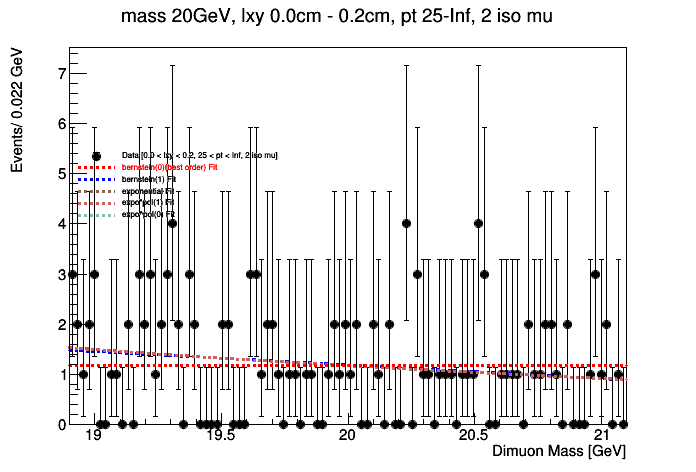 mass 20GeV, lxy 0.0cm - 0.2cm, pt 25-Inf, 2 iso mu
Events/ 0.022 GeV
7
6
5
4
3
2
1
0
Data [0.0 < lxy < 0.2, 25 < pt < Inf, 2 iso mu]
bernstein(0)(best order) Fit
bernstein(1) Fit
exponential Fit
expo*pol(1) Fit
expo*pol(0) Fit
19 19.5 20 20.5 21
Dimuon Mass [GeV]